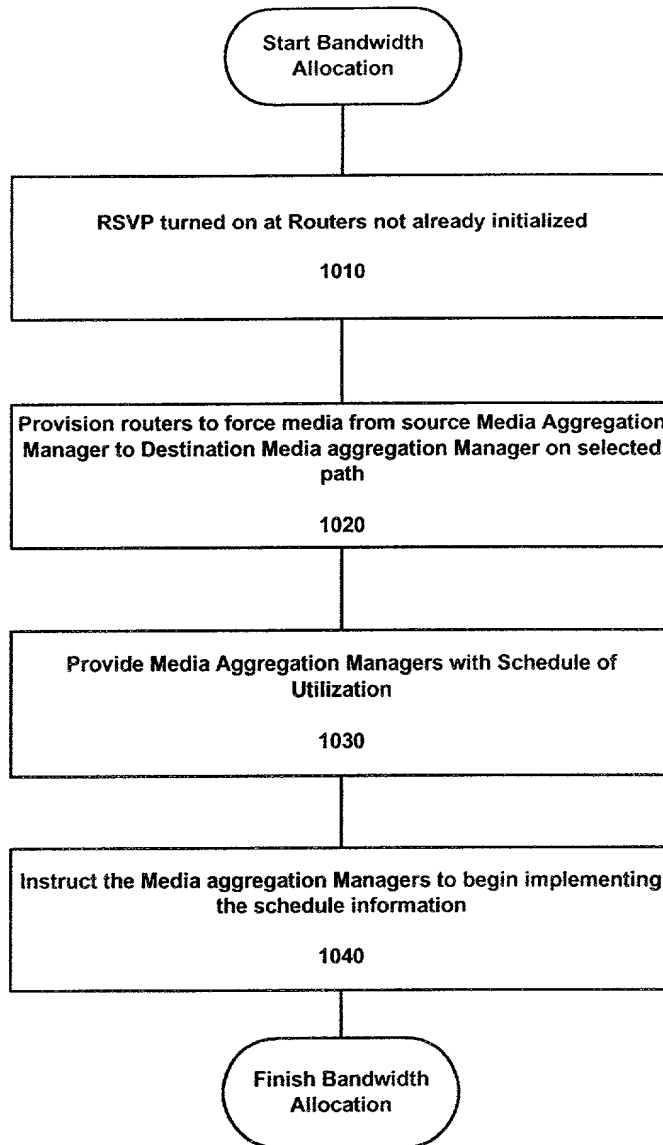 Start Bandwidth
Allocation
RSVP turned on at Routers not already initialized
1010
Provision routers to force media from source Media Aggregation
Manager to Destination Media aggregation Manager on selected
path
1020
Provide Media Aggregation Managers with Schedule of
Utilization
1030
Instruct the Media aggregation Managers to begin implementing
the schedule information
1040
Finish Bandwidth
Allocation